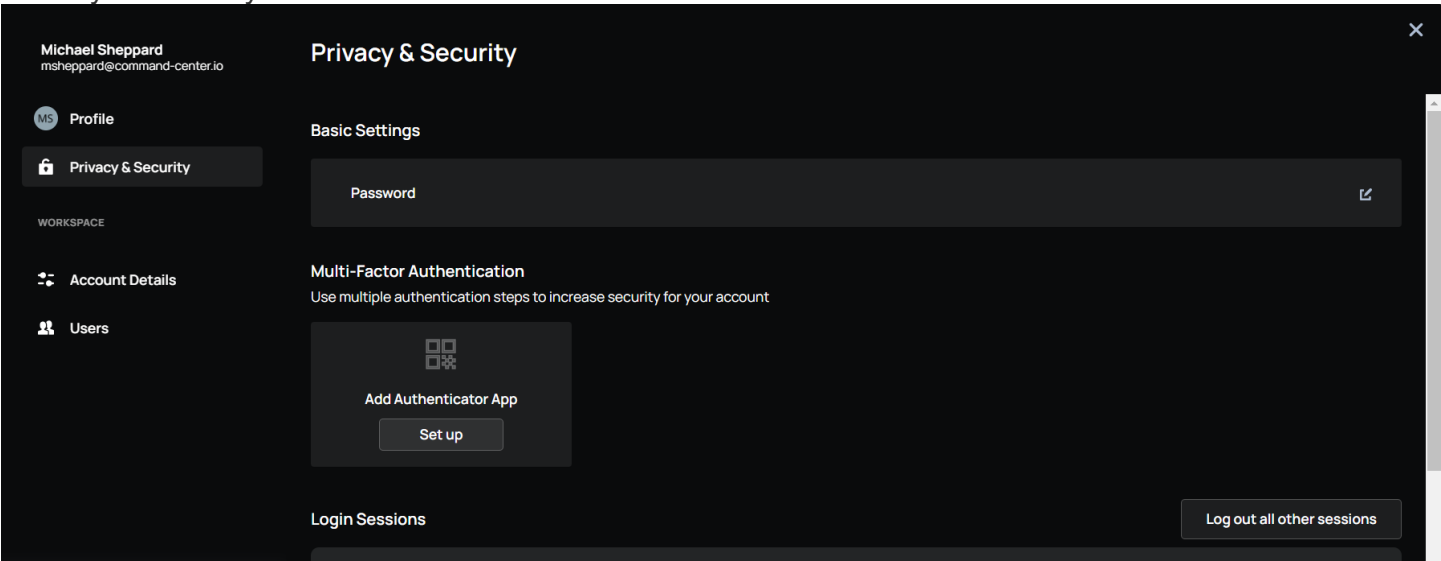 Michael Sheppard
msheppard@command-center.io
MS Profile
Privacy & Security
WORKSPACE
Account Details
Users
Privacy & Security
Basic Settings
Password
Multi-Factor Authentication
Use multiple authentication steps to increase security for your account
Add Authenticator App
Set up
Login Sessions
Log out all other sessions